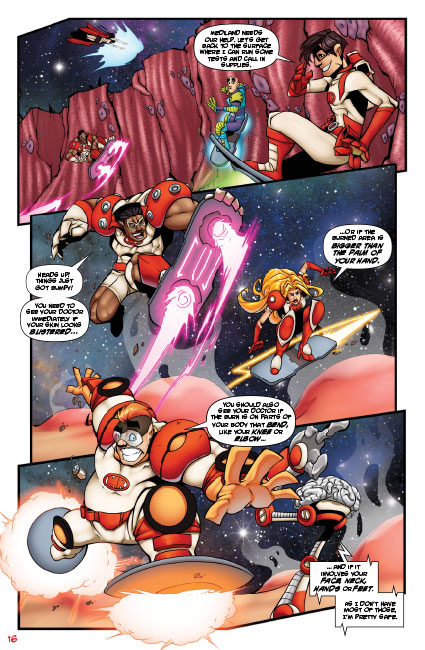 MEDLAND NEEDS
OUR HELP. LET'S GET
BACK TO THE SURFACE
WHERE I CAN RUN SOME
TESTS AND CALL IN
SUPPLIES.
HEADS UP!
THINGS JUST
GOT BUMPY!
YOU NEED TO
SEE YOUR DOCTOR
IMMEDIATELY IF
YOUR SKIN LOOKS
BLISTERED...
...OR IF THE
BURNED AREA IS
BIGGER THAN
THE PALM OF
YOUR HAND.
YOU SHOULD ALSO
SEE YOUR DOCTOR IF
THE BURN IS ON PARTS OF
YOUR BODY THAT BEND,
LIKE YOUR KNEE OR
ELBOW...
... AND IF IT
INVOLVES YOUR
FACE, NECK,
HANDS OR FEET.
AS I DON'T HAVE
MOST OF THOSE,
I'M PRETTY SAFE.
16